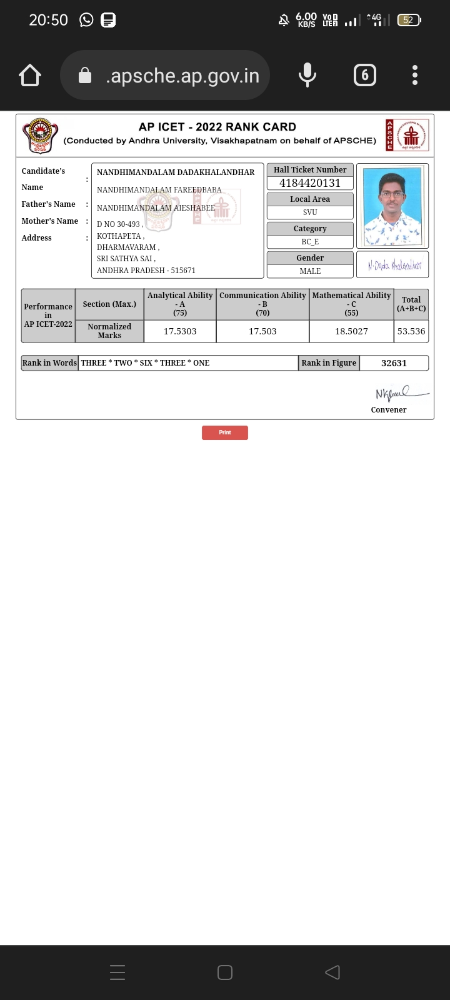 20:50
6.00 KB/S
Vo 1 LTE 2
4G
52
.apsche.ap.gov.in
6
AP ICET - 2022 RANK CARD
(Conducted by Andhra University, Visakhapatnam on behalf of APSCHE)
APSCHE
Candidate's Name : NANDHIMANDALAM DADAKHALANDHAR
Father's Name : NANDHIMANDALAM FAREEDBABA
Mother's Name : NANDHIMANDALAM AIESHABEE
Address : D NO 30-493 ,
KOTHAPETA ,
DHARMAVARAM ,
SRI SATHYA SAI ,
ANDHRA PRADESH - 515671
Hall Ticket Number
4184420131
Local Area
SVU
Category
BC_E
Gender
MALE
N. Dada Khalandhar
Performance in AP ICET-2022
Section (Max.)
Analytical Ability - A (75)
Communication Ability - B (70)
Mathematical Ability - C (55)
Total (A+B+C)
Normalized Marks
17.5303
17.503
18.5027
53.536
Rank in Words THREE * TWO * SIX * THREE * ONE
Rank in Figure 32631
Convener
Print